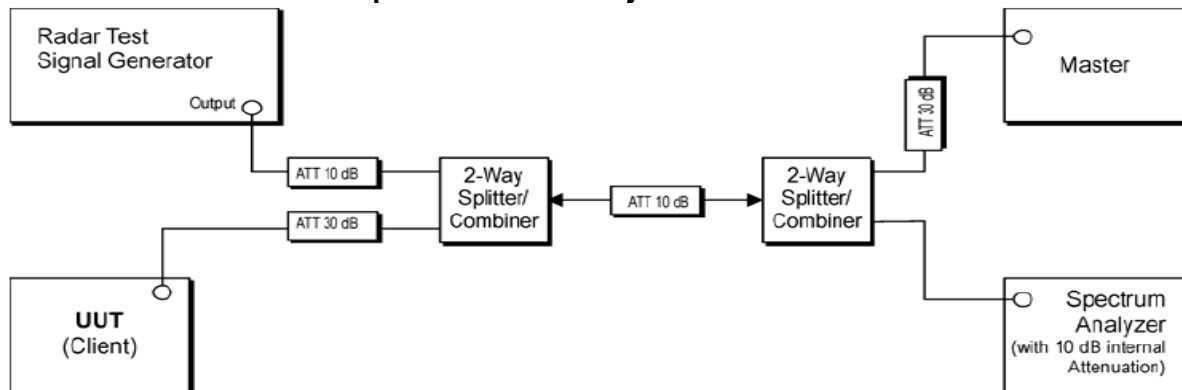 Radar Test
Signal Generator
Output
ATT 10 dB
ATT 30 dB
2-Way
Splitter/
Combiner
ATT 10 dB
2-Way
Splitter/
Combiner
ATT 30 dB
Master
UUT
(Client)
Spectrum
Analyzer
(with 10 dB internal
Attenuation)